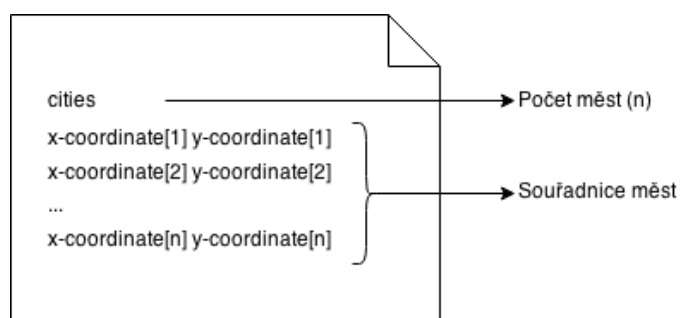 cities
Počet měst (n)
x-coordinate[1] y-coordinate[1]
x-coordinate[2] y-coordinate[2]
...
x-coordinate[n] y-coordinate[n]
Souřadnice měst